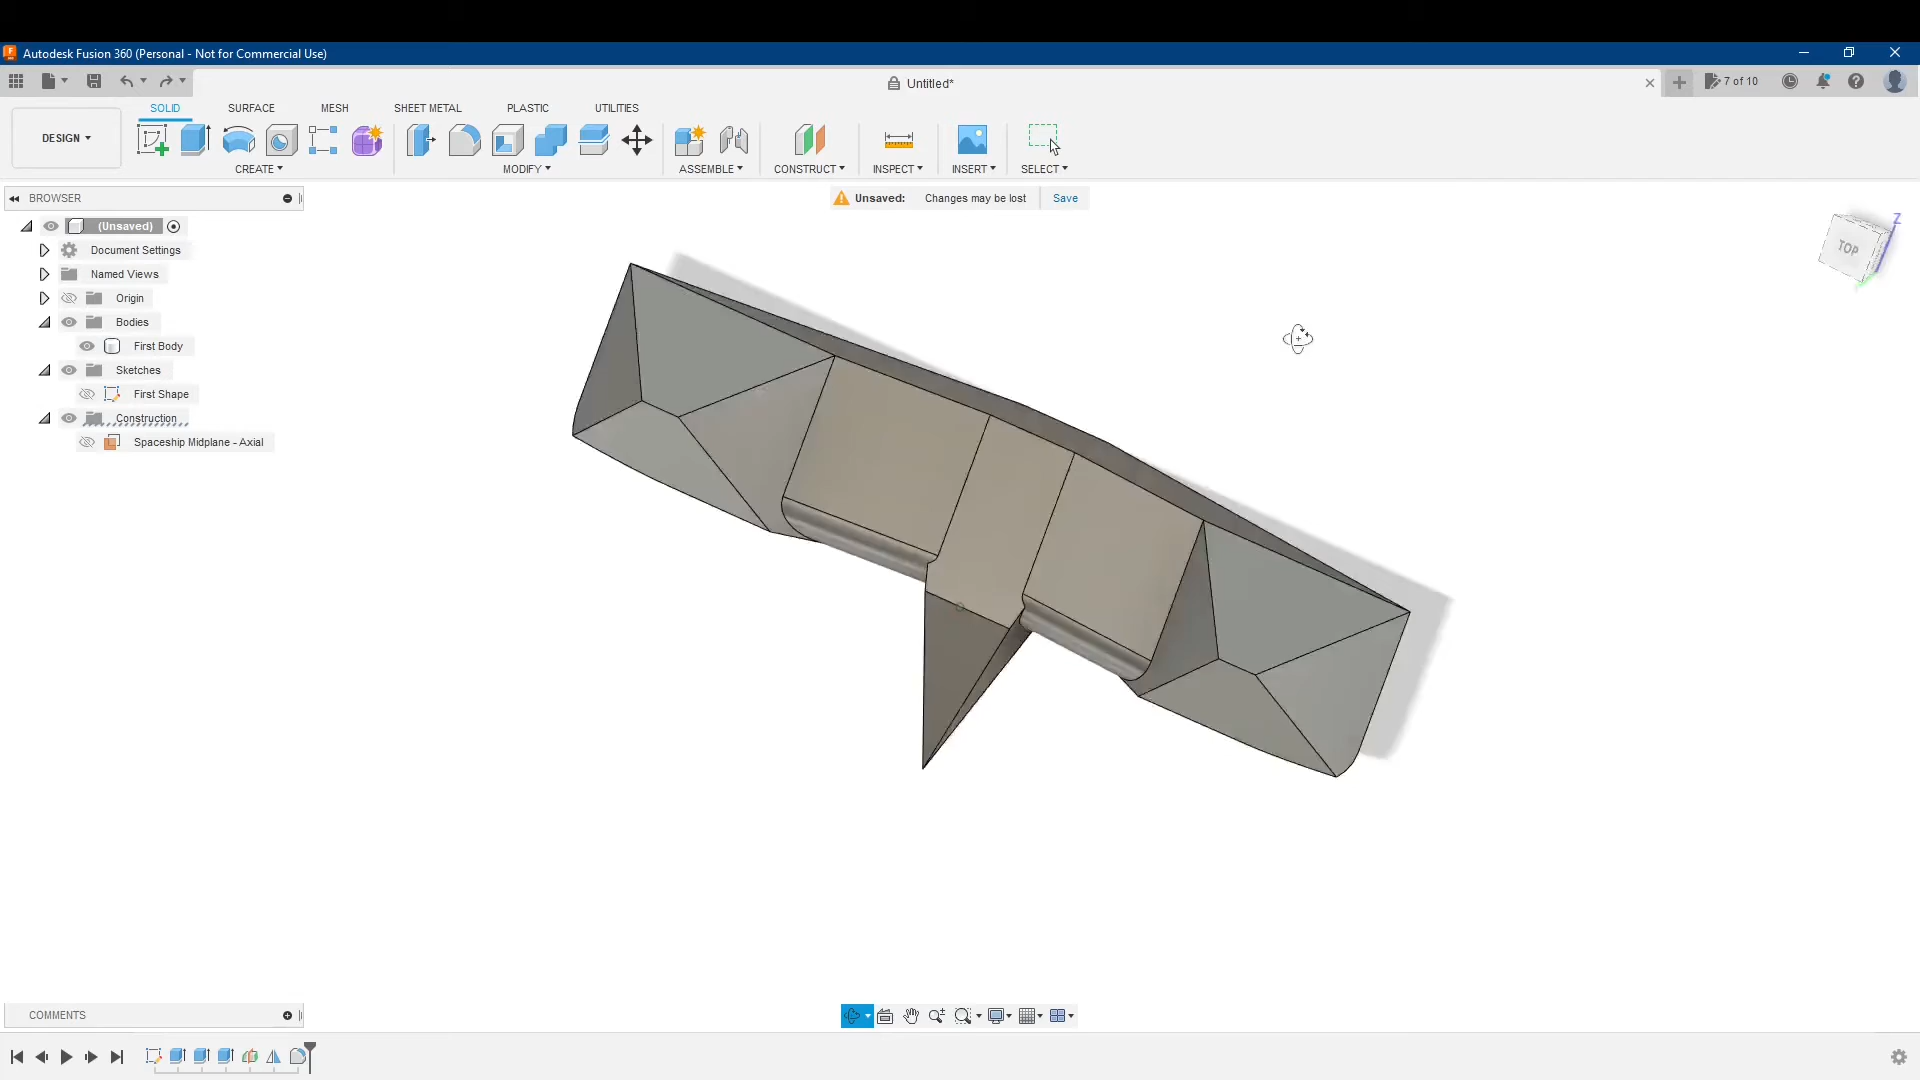 Autodesk Fusion 360 (Personal - Not for Commercial Use)
Untitled*
7 of 10
SOLID SURFACE MESH SHEET METAL PLASTIC UTILITIES
DESIGN
CREATE MODIFY ASSEMBLE CONSTRUCT INSPECT INSERT SELECT
BROWSER
Unsaved: Changes may be lost Save
(Unsaved)
Document Settings
Named Views
Origin
Bodies
First Body
Sketches
First Shape
Construction
Spaceship Midplane - Axial
Z
TOP
COMMENTS